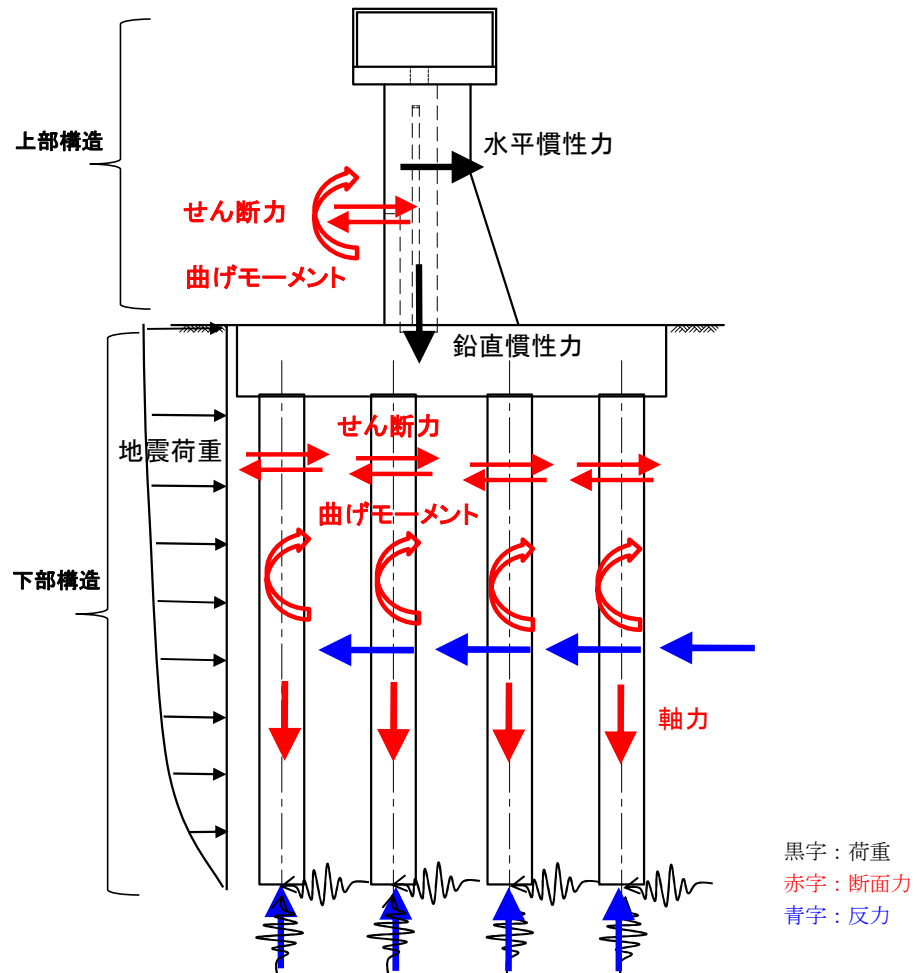 上部構造
水平慣性力
せん断力
曲げモーメント
鉛直慣性力
せん断力
地震荷重
曲げモーメント
下部構造
軸力
黒字：荷重
赤字：断面力
青字：反力